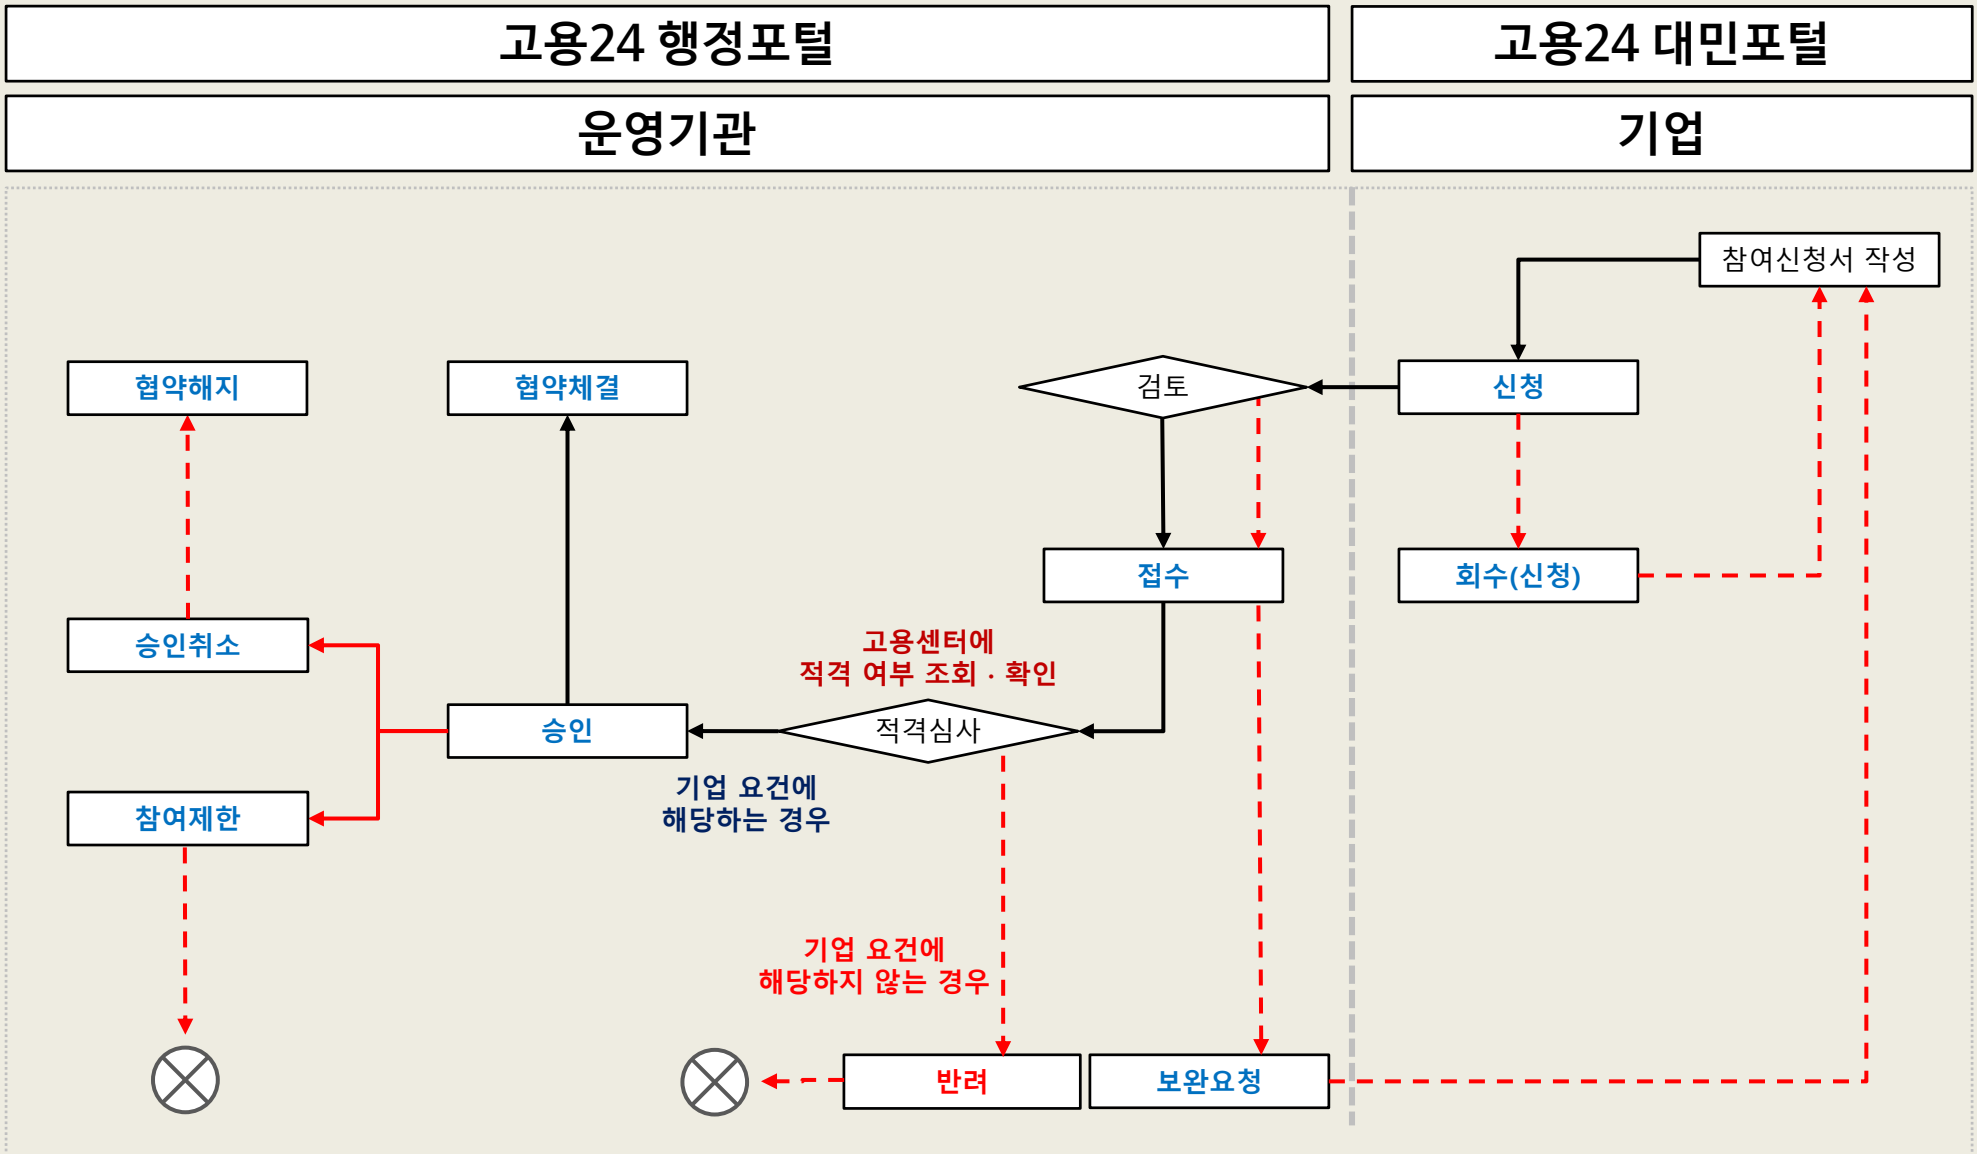 고용24 행정포털
고용24 대민포털
운영기관
기업
참여신청서 작성
협약해지
협약체결
검토
신청
접수
회수(신청)
승인취소
고용센터에
적격 여부 조회 · 확인
승인
적격심사
기업 요건에
해당하는 경우
참여제한
기업 요건에
해당하지 않는 경우
반려
보완요청